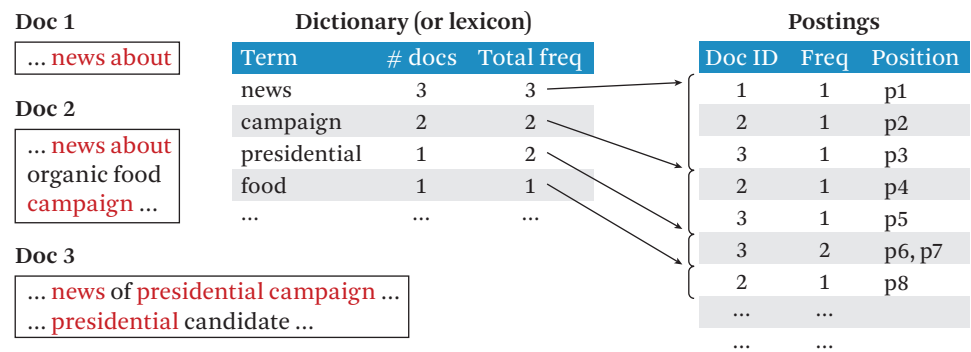 Doc 1
... news about
Doc 2
... news about
organic food
campaign ...
Doc 3
... news of presidential campaign ...
... presidential candidate ...
Dictionary (or lexicon)
Term # docs Total freq
news 3 3
campaign 2 2
presidential 1 2
food 1 1
... ... ...
Postings
Doc ID Freq Position
1 1 p1
2 1 p2
3 1 p3
2 1 p4
3 1 p5
3 2 p6, p7
2 1 p8
... ...
... ...